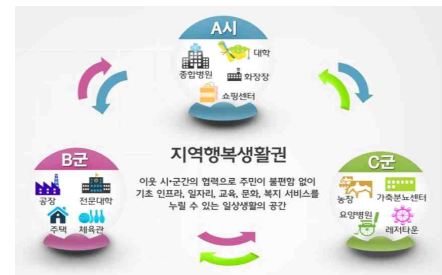 A시
대학
종합병원
화장장
쇼핑센터
B군
공장
전문대학
주택
체육관
지역행복생활권
이웃 시·군간의 협력으로 주민이 불편함 없이
기초 인프라, 일자리, 교육, 문화, 복지 서비스를
누릴 수 있는 일상생활의 공간
C군
농장
가축분뇨센터
요양병원
레저타운